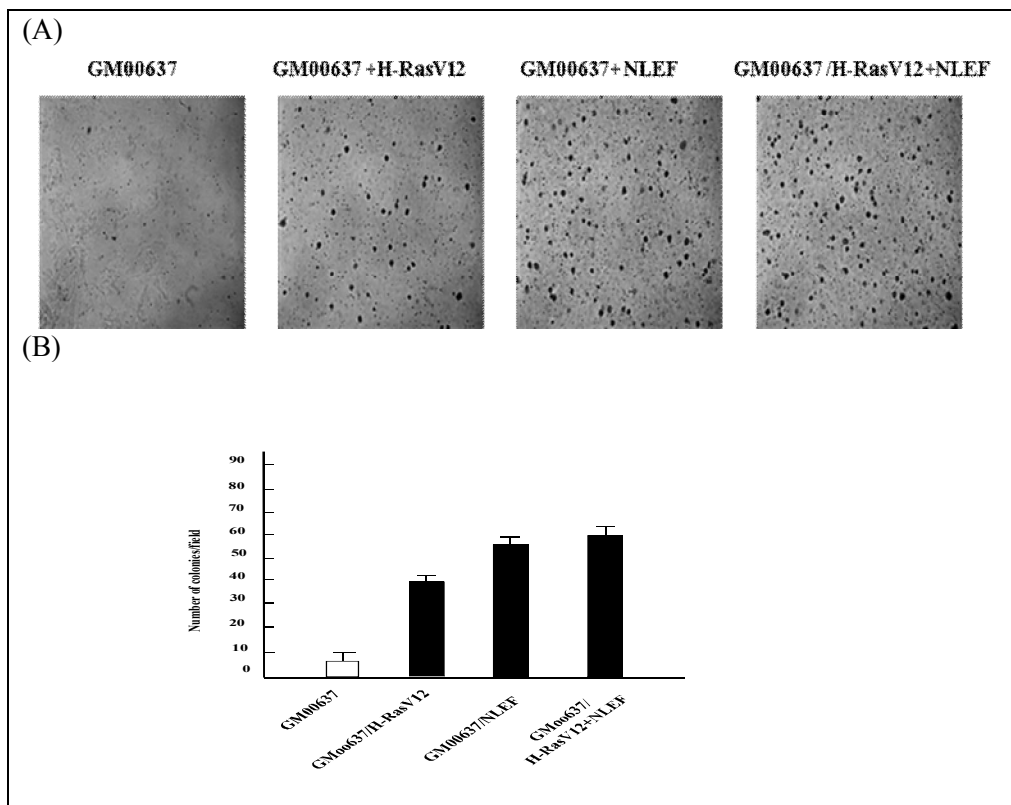 (A)
GM00637 GM00637 +H-RasV12 GM00637+NLEF GM00637/H-RasV12+NLEF
(B)
90
80
70
60
50
40
30
20
10
0
Number of colonies/field
GM00637
GMoo637/H-RasV12
GM00637/NLEF
GMoo637/
H-RasV12+NLEF